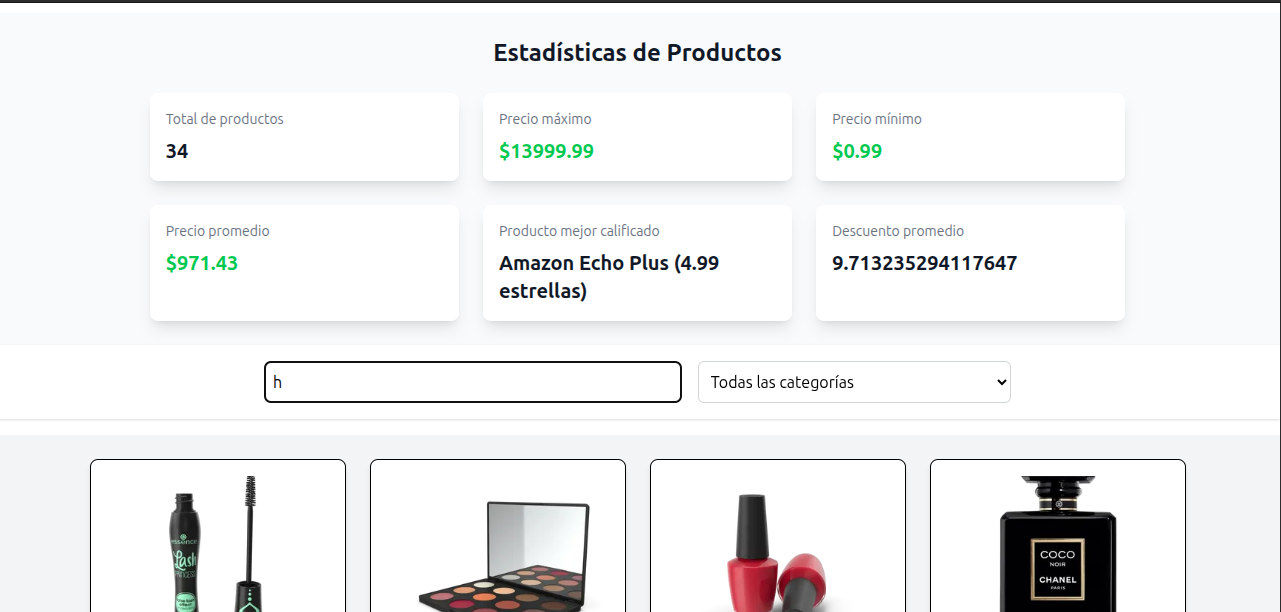 Estadísticas de Productos
Total de productos
34
Precio máximo
$13999.99
Precio mínimo
$0.99
Precio promedio
$971.43
Producto mejor calificado
Amazon Echo Plus (4.99
estrellas)
Descuento promedio
9.713235294117647
h
Todas las categorías
essence
Lash
PRINCESS
COCO
NOIR
CHANEL
PARIS